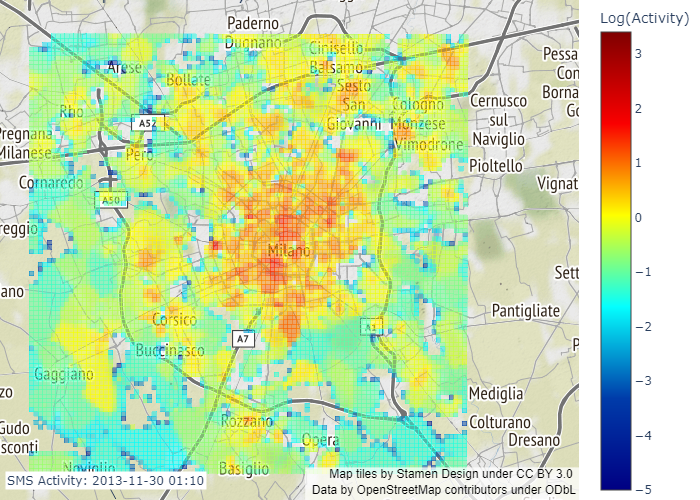 Paderno
Dugnano
Log(Activity)
Cinisello
Balsamo
Arese
Bollate
Sesto
San
Giovanni
Cologno
Monzese
Vimodrone
Cernusco
sul
Naviglio
Pessa
Con
Borna
Go
Rho
A52
Pregnana
Milanese
Pero
Pioltello
Cornaredo
Vignat
A50
reggio
Milano
Sett
ano
Pantigliate
Corsico
A1
A7
Buccinasco
P
Gaggiano
Mediglia
zo
Rozzano
Colturano
Gudo
sconti
Opera
Dresano
Noviglio
Basiglio
SMS Activity: 2013-11-30 01:10
Map tiles by Stamen Design under CC BY 3.0
Data by OpenStreetMap contributors under ODbL
3
2
1
0
−1
−2
−3
−4
−5